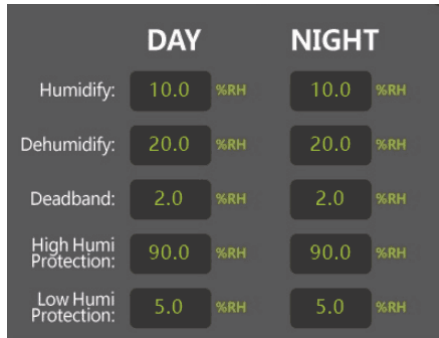 DAY NIGHT
Humidify: 10.0 %RH 10.0 %RH
Dehumidify: 20.0 %RH 20.0 %RH
Deadband: 2.0 %RH 2.0 %RH
High Humi
Protection: 90.0 %RH 90.0 %RH
Low Humi
Protection: 5.0 %RH 5.0 %RH